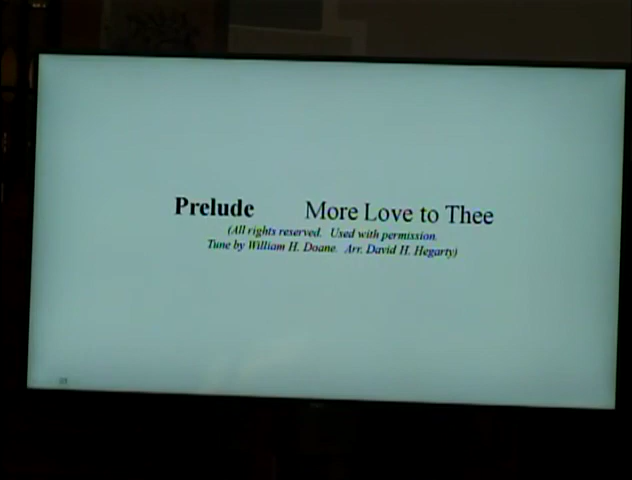 Prelude More Love to Thee
(All rights reserved. Used with permission.
Tune by William H. Doane. Arr. David H. Hegarty)